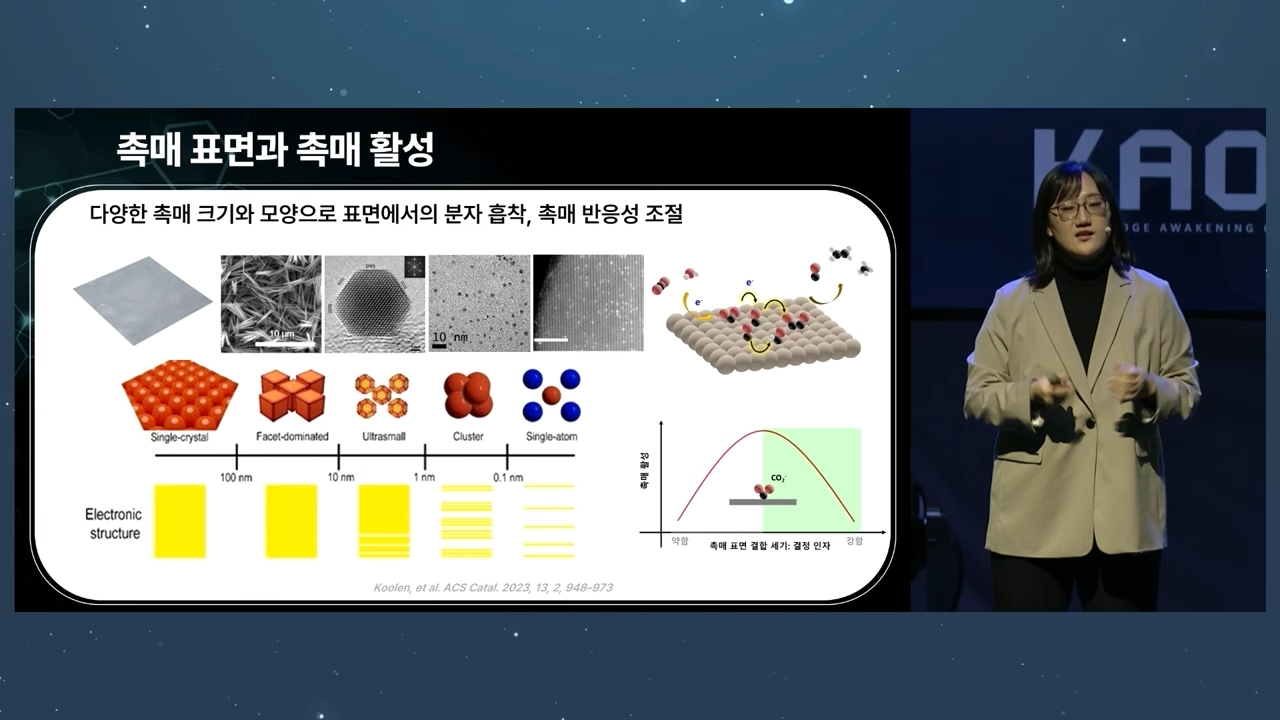 촉매 표면과 촉매 활성
다양한 촉매 크기와 모양으로 표면에서의 분자 흡착, 촉매 반응성 조절
10 μm
10 nm
e-
e-
Single-crystal
Facet-dominated
Ultrasmall
Cluster
Single-atom
100 nm
10 nm
1 nm
0.1 nm
Electronic
structure
촉매 활성
CO₂-
약함
촉매 표면 결합 세기: 결정 인자
강함
Koolen, et al. ACS Catal. 2023, 13, 2, 948–973
KAO
AWAKENING